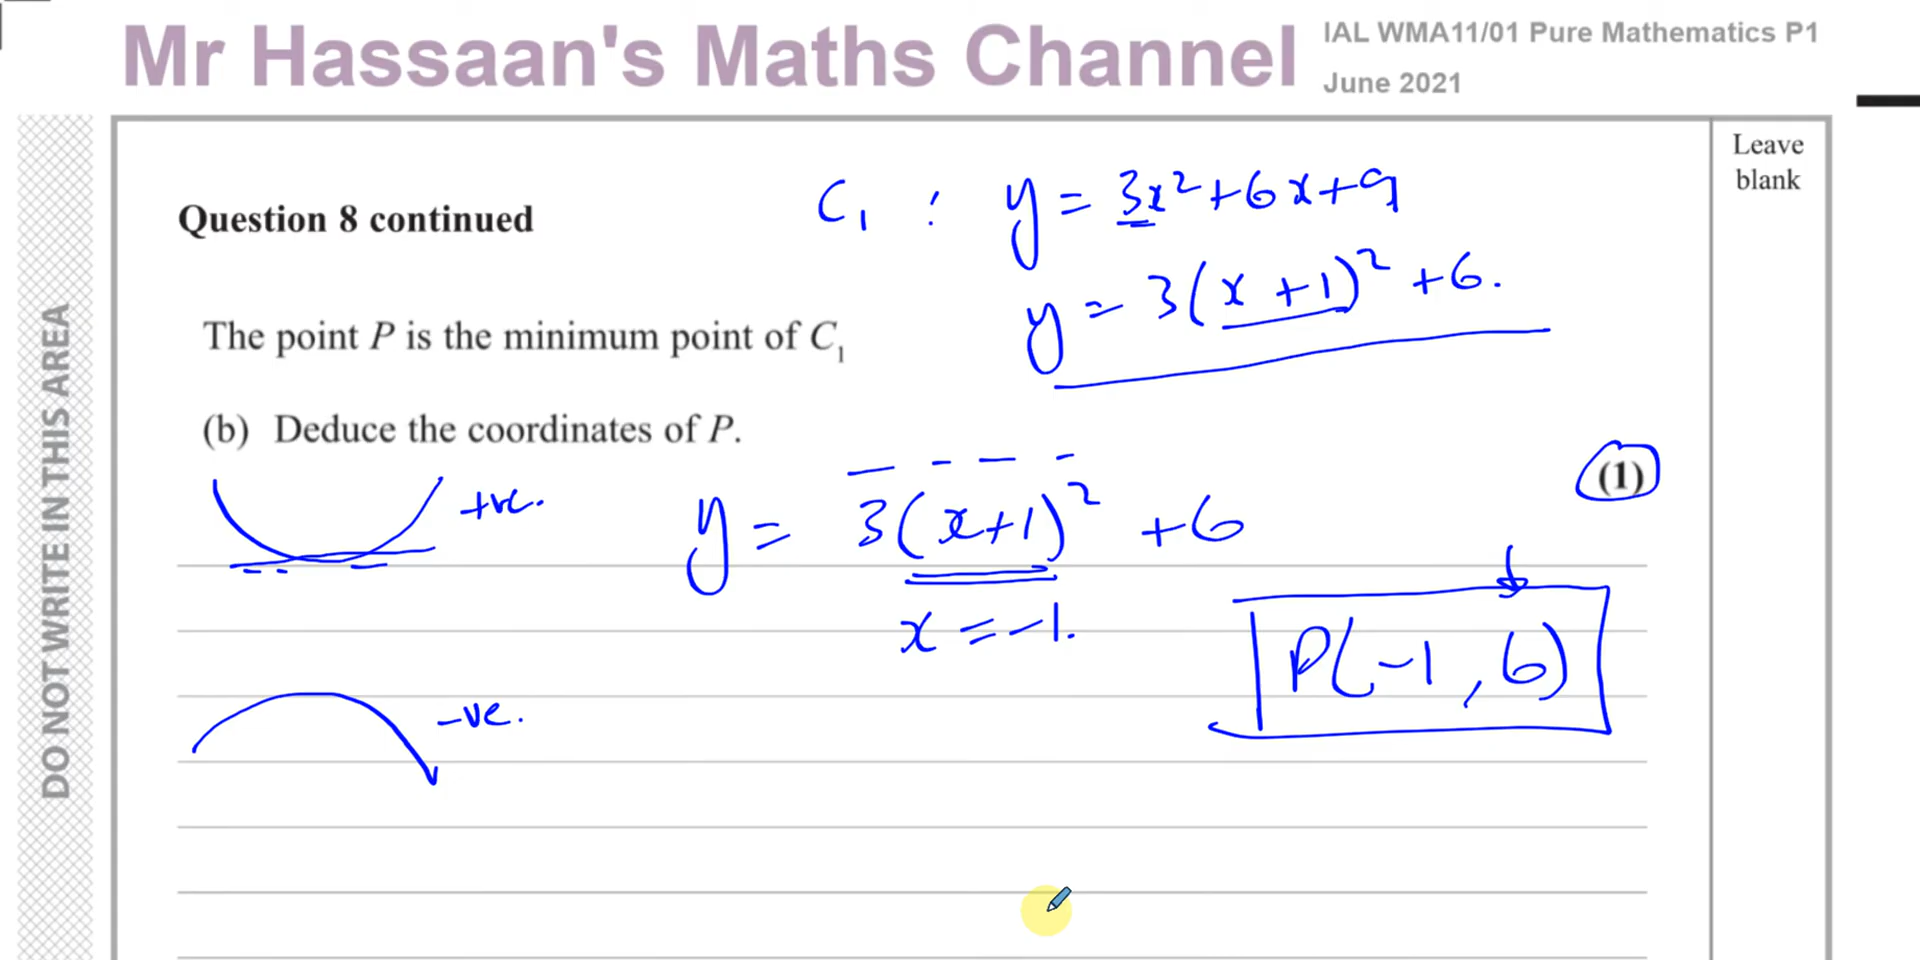 Mr Hassaan's Maths Channel
IAL WMA11/01 Pure Mathematics P1
June 2021
DO NOT WRITE IN THIS AREA
Leave
blank
Question 8 continued
C₁ : y = 3x² + 6x + 9
y = 3(x + 1)² + 6.
The point P is the minimum point of C₁
(b) Deduce the coordinates of P.
(1)
+ve.
y = 3(x+1)² + 6
x = -1.
P(-1, 6)
-ve.